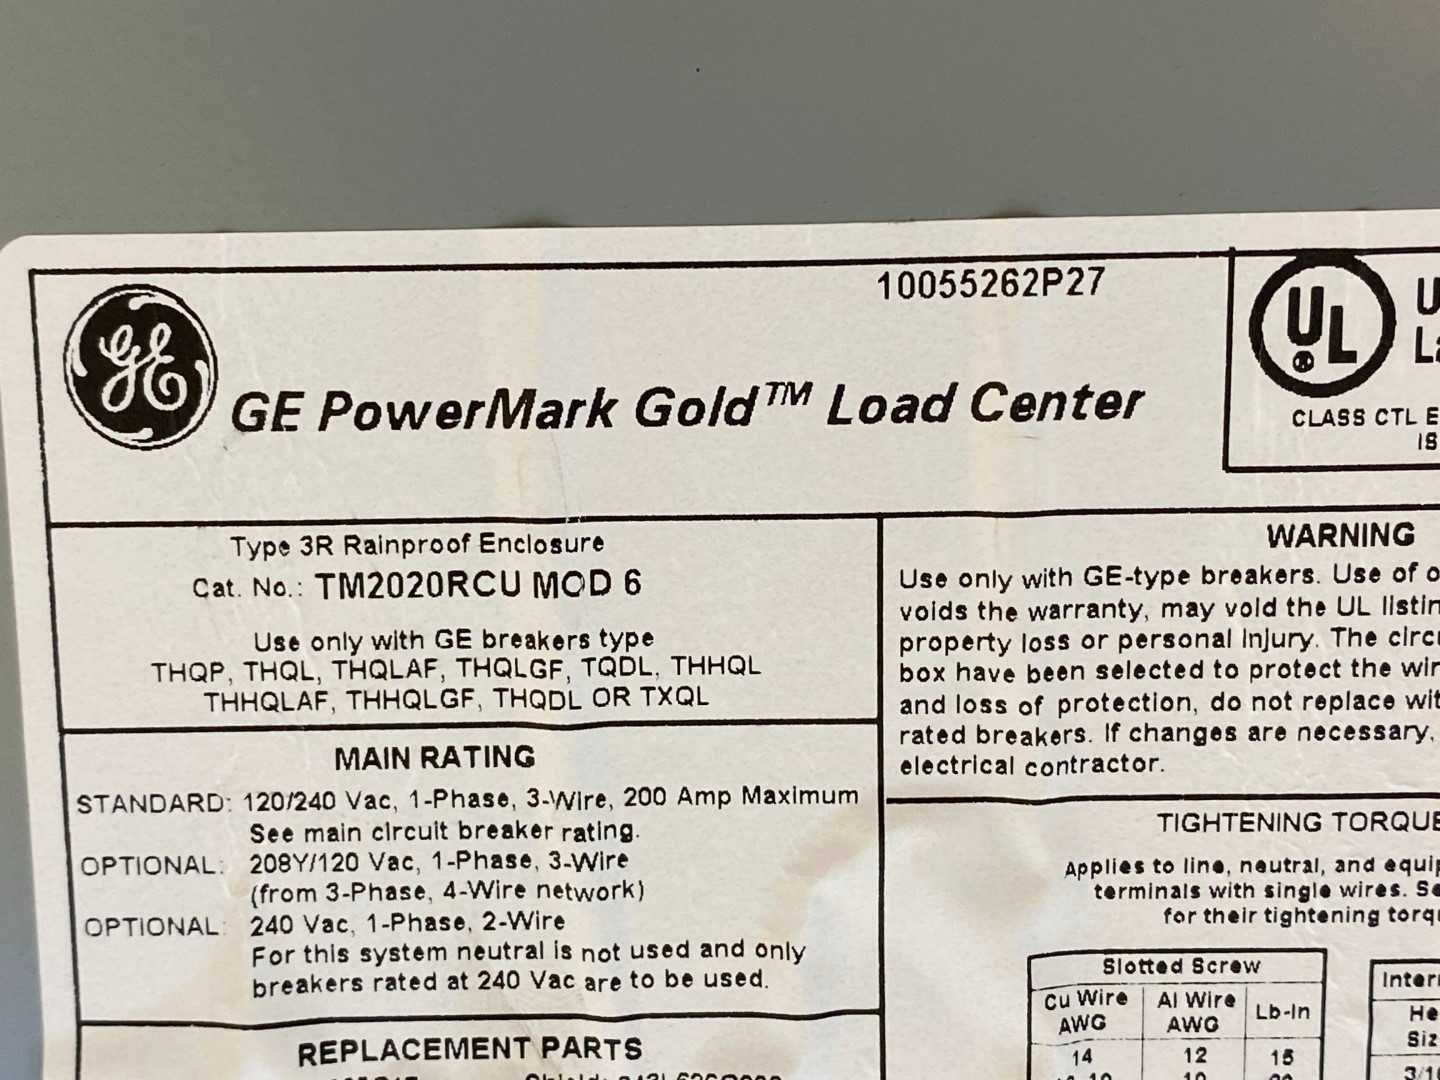 10055262P27
GE
GE PowerMark Gold™ Load Center
UL
CLASS CTL
Type 3R Rainproof Enclosure
Cat. No.: TM2020RCU MOD 6
Use only with GE breakers type
THQP, THQL, THQLAF, THQLGF, TQDL, THHQL
THHQLAF, THHQLGF, THQDL OR TXQL
MAIN RATING
STANDARD: 120/240 Vac, 1-Phase, 3-Wire, 200 Amp Maximum
See main circuit breaker rating.
OPTIONAL: 208Y/120 Vac, 1-Phase, 3-Wire
(from 3-Phase, 4-Wire network)
OPTIONAL: 240 Vac, 1-Phase, 2-Wire
For this system neutral is not used and only
breakers rated at 240 Vac are to be used.
REPLACEMENT PARTS
WARNING
Use only with GE-type breakers. Use of
voids the warranty, may void the UL
property loss or personal injury. The
box have been selected to protect the
and loss of protection, do not replace
rated breakers. If changes are necessary,
electrical contractor.
TIGHTENING TORQUE
Applies to line, neutral, and
terminals with single wires.
for their tightening
Slotted Screw
Cu Wire AWG Al Wire AWG Lb-In
14 12 15